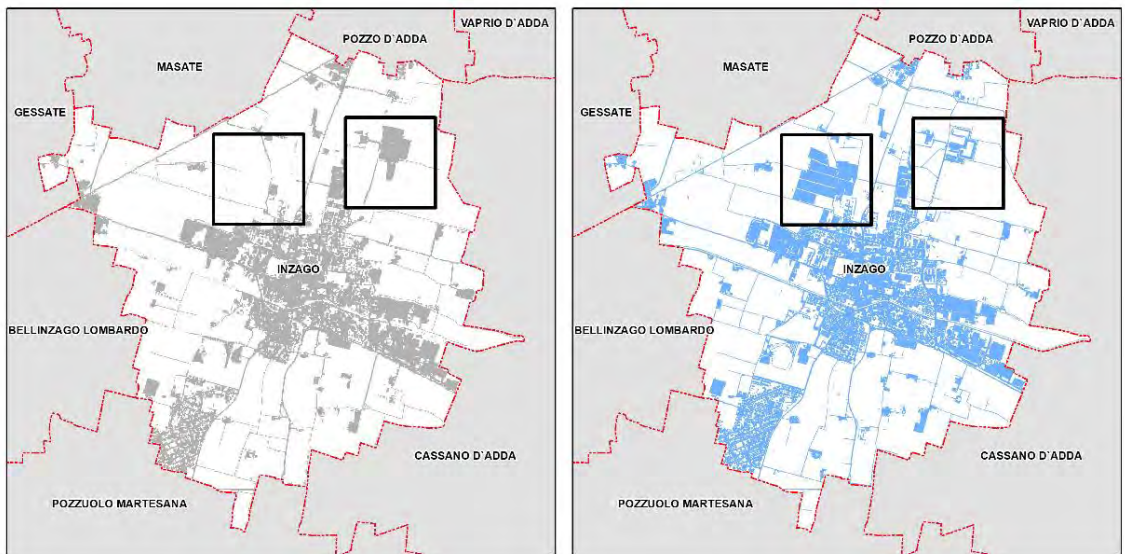 VAPRIO D`ADDA
POZZO D`ADDA
MASATE
GESSATE
INZAGO
BELLINZAGO LOMBARDO
CASSANO D`ADDA
POZZUOLO MARTESANA
VAPRIO D`ADDA
POZZO D`ADDA
MASATE
GESSATE
INZAGO
BELLINZAGO LOMBARDO
CASSANO D`ADDA
POZZUOLO MARTESANA